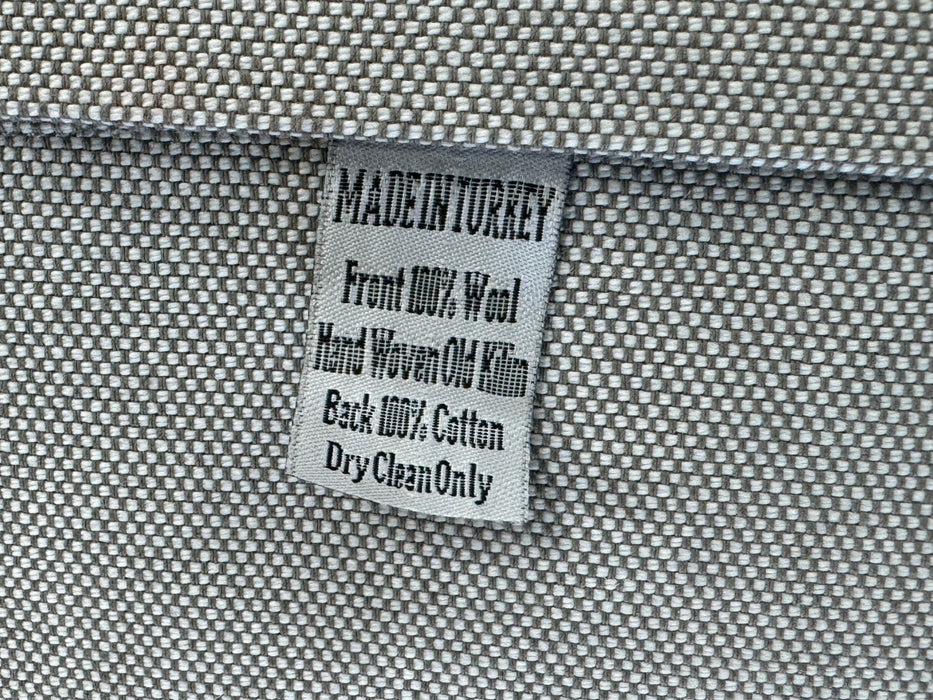 MADE IN TURKEY
Front 100% Wool
Hand Woven Old Kilim
Back 100% Cotton
Dry Clean Only